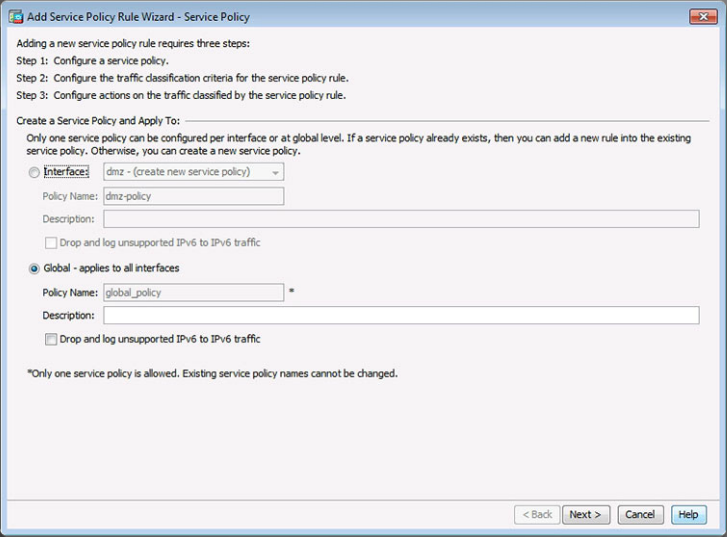 Add Service Policy Rule Wizard - Service Policy
Adding a new service policy rule requires three steps:
Step 1: Configure a service policy.
Step 2: Configure the traffic classification criteria for the service policy rule.
Step 3: Configure actions on the traffic classified by the service policy rule.
Create a Service Policy and Apply To:
Only one service policy can be configured per interface or at global level. If a service policy already exists, then you can add a new rule into the existing
service policy. Otherwise, you can create a new service policy.
Interface: dmz - (create new service policy)
Policy Name: dmz-policy
Description:
Drop and log unsupported IPv6 to IPv6 traffic
Global - applies to all interfaces
Policy Name: global_policy *
Description:
Drop and log unsupported IPv6 to IPv6 traffic
*Only one service policy is allowed. Existing service policy names cannot be changed.
< Back Next > Cancel Help